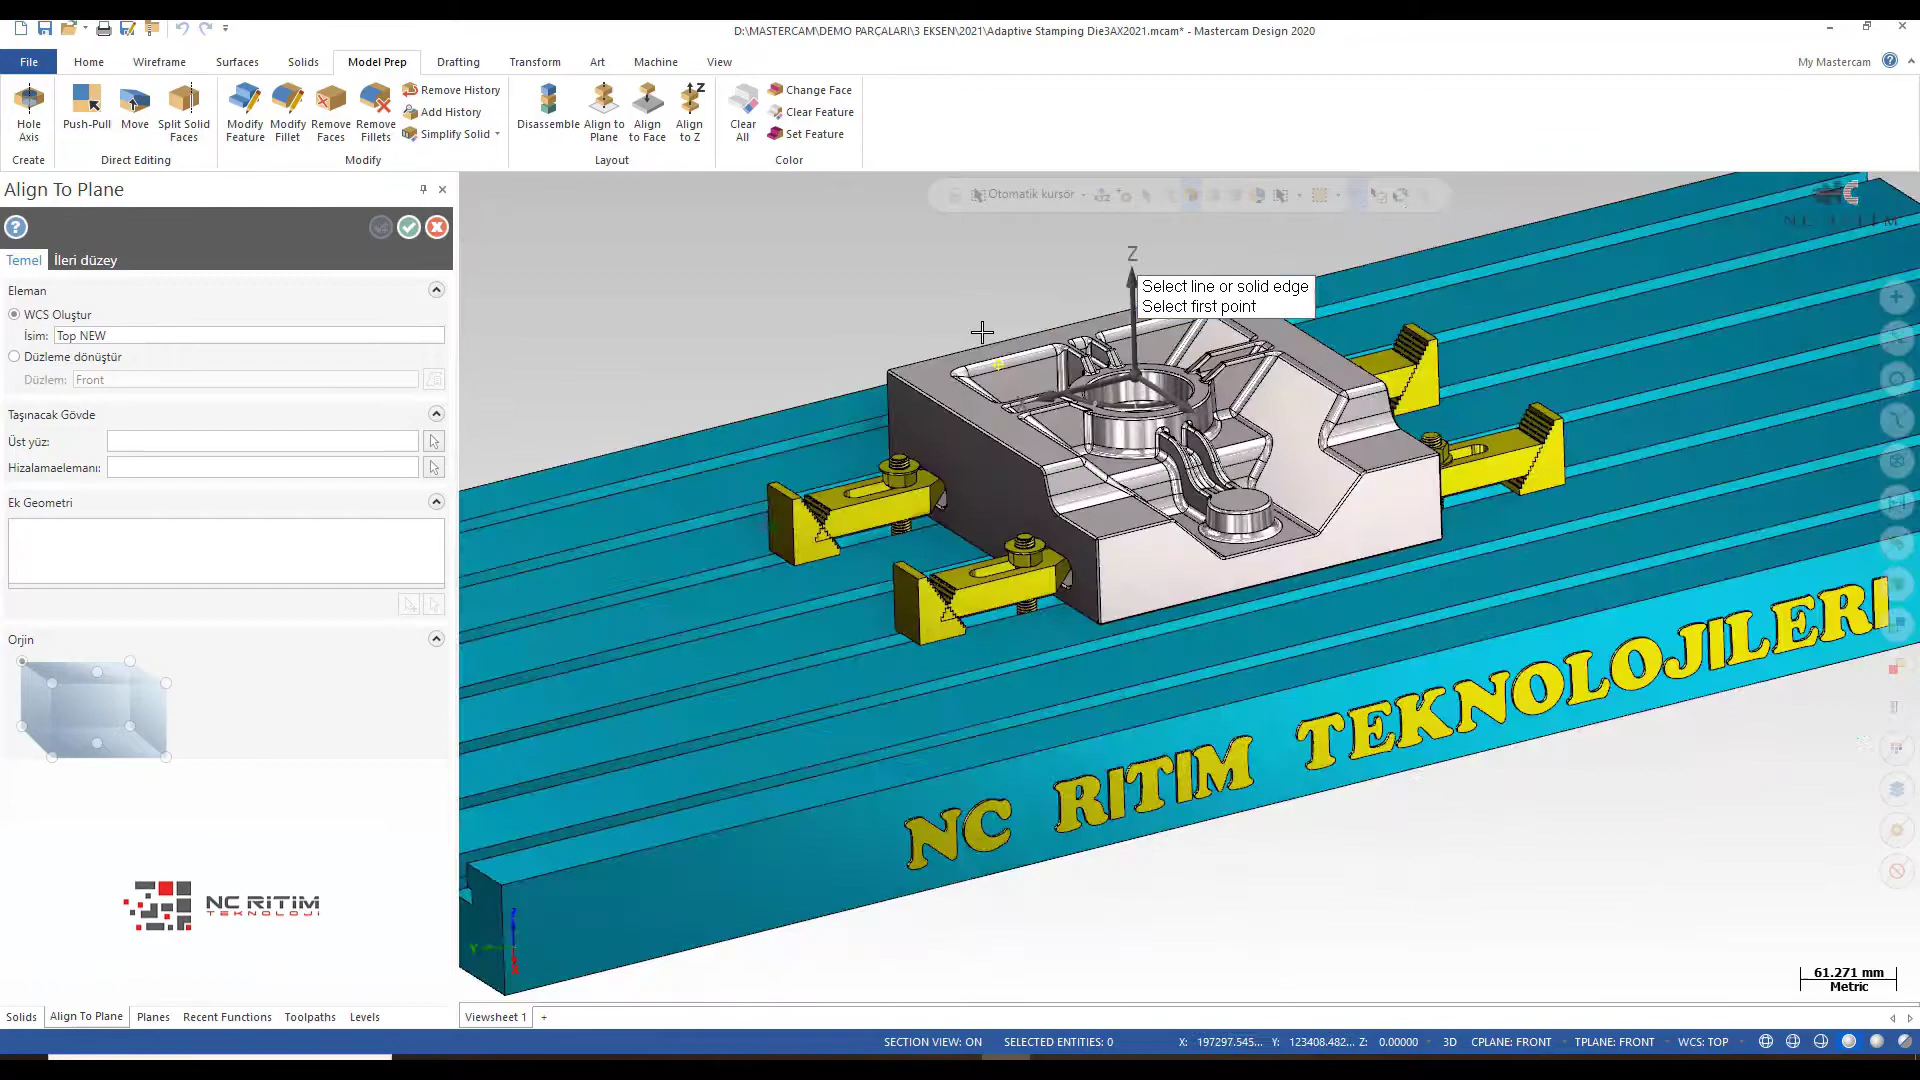 D:\MASTERCAM\DEMO PARÇALARI\3 EKSEN\2021\Adaptive Stamping Die3AX2021.mcam* - Mastercam Design 2020
File Home Wireframe Surfaces Solids Model Prep Drafting Transform Art Machine View My Mastercam
Hole Axis
Push-Pull
Move
Split Solid Faces
Modify Feature
Modify Fillet
Remove Faces
Remove Fillets
Remove History
Add History
Simplify Solid
Disassemble
Align to Plane
Align to Face
Align to Z
Clear All
Change Face
Clear Feature
Set Feature
Create Direct Editing Modify Layout Color
Align To Plane
Temel İleri düzey
Eleman
WCS Oluştur
İsim: Top NEW
Düzleme dönüştür
Düzlem: Front
Taşınacak Gövde
Üst yüz:
Hizalamaelemanı:
Ek Geometri
Orjin
NC RiTiM
TEKNOLOJi
Otomatik kursör
NC RİTİM
Z
Select line or solid edge
Select first point
NC RITIM TEKNOLOJILERI
Z
Y
X
61.271 mm
Metric
Solids Align To Plane Planes Recent Functions Toolpaths Levels
Viewsheet 1 +
SECTION VIEW: ON SELECTED ENTITIES: 0 X: 197297.545... Y: 123408.482... Z: 0.00000 3D CPLANE: FRONT TPLANE: FRONT WCS: TOP